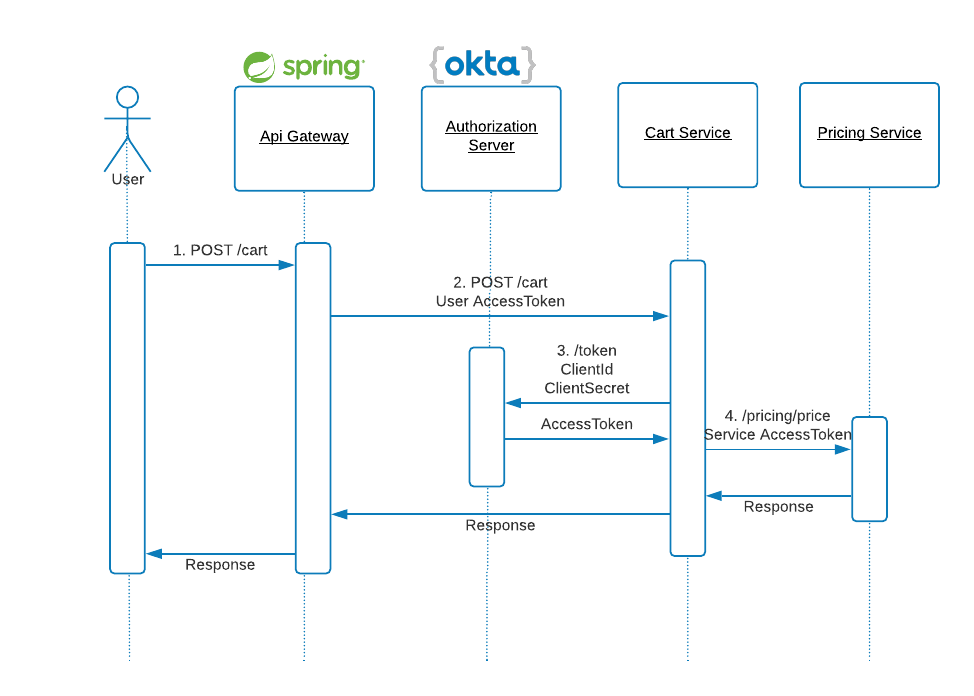 spring
{okta}
Api Gateway
Authorization
Server
Cart Service
Pricing Service
User
1. POST /cart
2. POST /cart
User AccessToken
3. /token
ClientId
ClientSecret
AccessToken
4. /pricing/price
Service AccessToken
Response
Response
Response